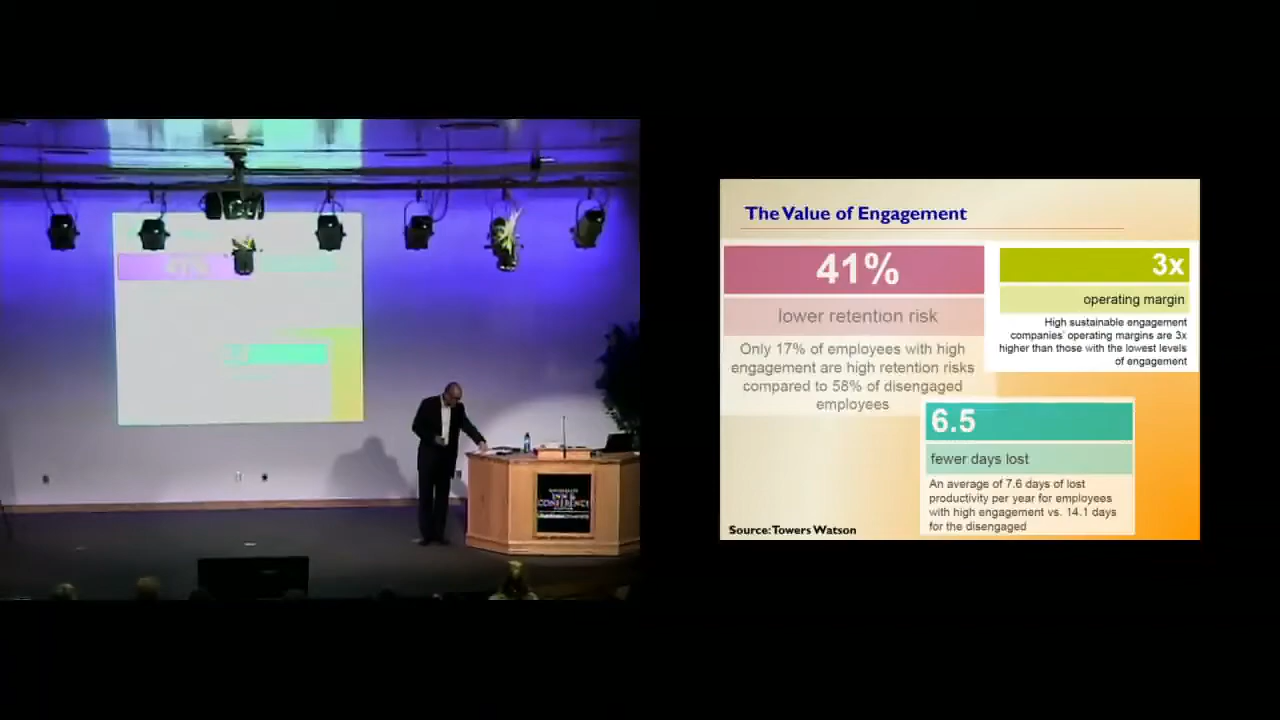 The Value of Engagement
41%
lower retention risk
Only 17% of employees with high
engagement are high retention risks
compared to 58% of disengaged
employees
3x
operating margin
High sustainable engagement
companies' operating margins are 3x
higher than those with the lowest levels
of engagement
6.5
fewer days lost
An average of 7.6 days of lost
productivity per year for employees
with high engagement vs. 14.1 days
for the disengaged
Source: Towers Watson
INN &
CONFERENCE